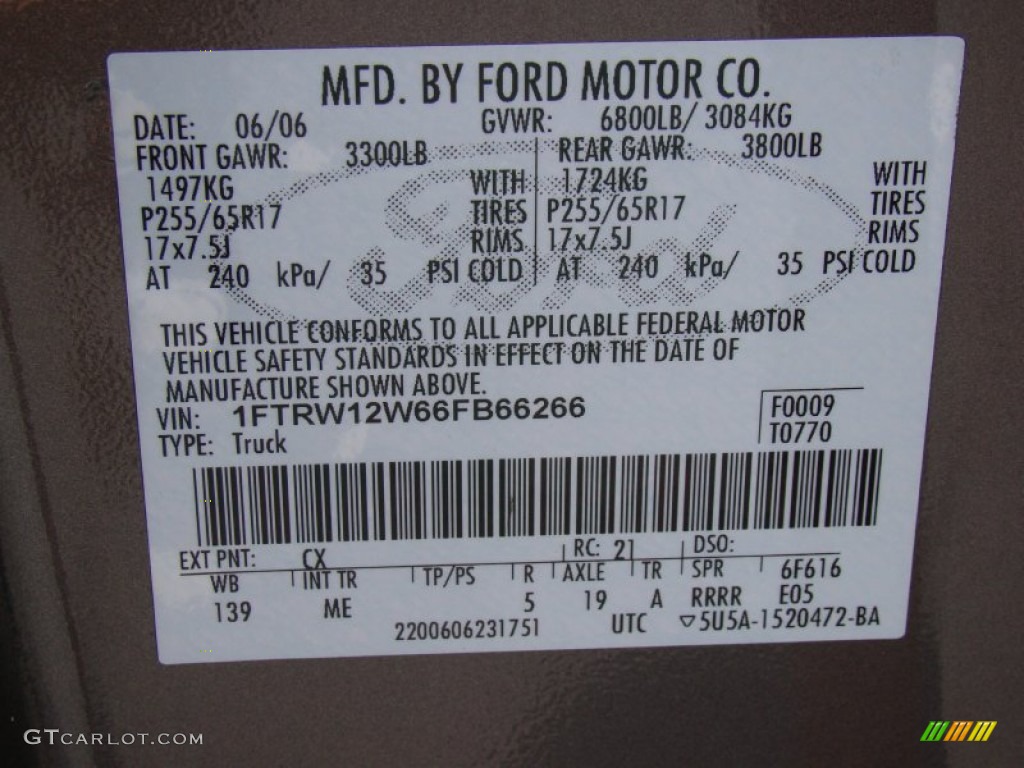 MFD. BY FORD MOTOR CO.
DATE: 06/06 GVWR: 6800LB/ 3084KG
FRONT GAWR: 3300LB REAR GAWR: 3800LB
1497KG WITH 1724KG WITH
P255/65R17 TIRES P255/65R17 TIRES
17x7.5J RIMS 17x7.5J RIMS
AT 240 kPa/ 35 PSI COLD AT 240 kPa/ 35 PSI COLD
Ford
THIS VEHICLE CONFORMS TO ALL APPLICABLE FEDERAL MOTOR
VEHICLE SAFETY STANDARDS IN EFFECT ON THE DATE OF
MANUFACTURE SHOWN ABOVE.
VIN: 1FTRW12W66FB66266 F0009
TYPE: Truck T0770
EXT PNT: CX RC: 21 DSO:
WB INT TR TP/PS R AXLE TR SPR 6F616
139 ME 5 19 A RRRR E05
2200606231751 UTC ▽5U5A-1520472-BA
GTCARLOT.COM